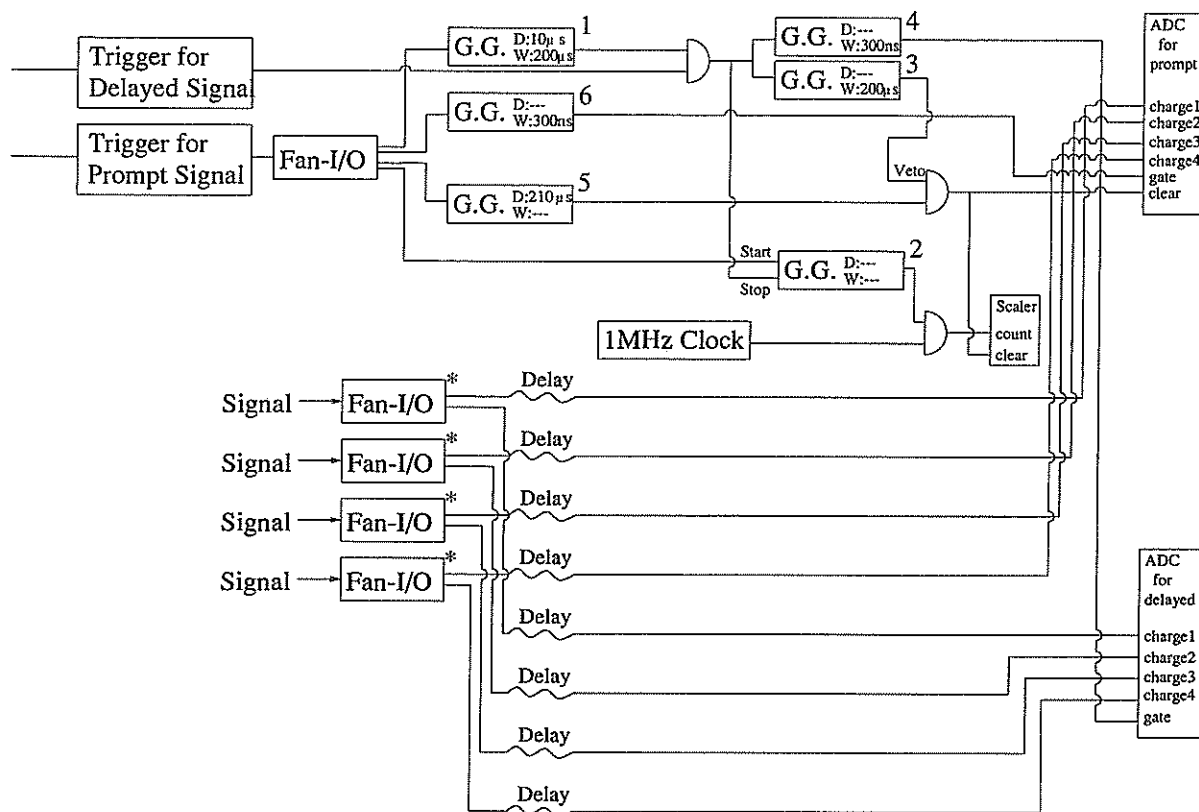 Trigger for
Delayed Signal
Trigger for
Prompt Signal
Fan-I/O
G.G. D:10μs
W:200μs
1
G.G. D:---
W:300ns
6
G.G. D:210μs
W:---
5
G.G. D:---
W:300ns
4
G.G. D:---
W:200μs
3
Veto
Start
Stop
G.G. D:---
W:---
2
1MHz Clock
Scaler
count
clear
ADC
for
prompt
charge1
charge2
charge3
charge4
gate
clear
Signal
Fan-I/O
*
Delay
Signal
Fan-I/O
*
Delay
Signal
Fan-I/O
*
Delay
Signal
Fan-I/O
*
Delay
Delay
Delay
Delay
Delay
ADC
for
delayed
charge1
charge2
charge3
charge4
gate